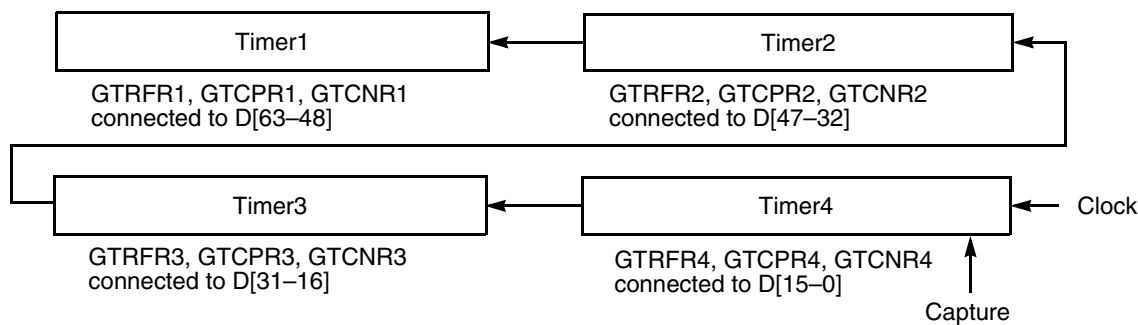 Timer1
Timer2
GTRFR1, GTCPR1, GTCNR1
connected to D[63–48]
GTRFR2, GTCPR2, GTCNR2
connected to D[47–32]
Timer3
Timer4
Clock
GTRFR3, GTCPR3, GTCNR3
connected to D[31–16]
GTRFR4, GTCPR4, GTCNR4
connected to D[15–0]
Capture